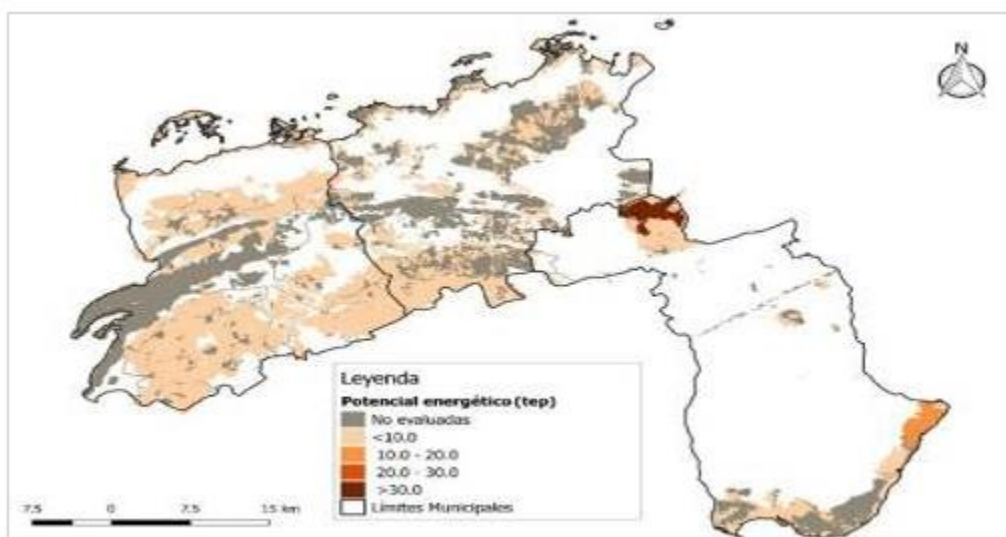 N
Leyenda
Potencial energético (tep)
No evaluadas
<10.0
10.0 - 20.0
20.0 - 30.0
>30.0
Límites Municipales
7.5 0 7.5 15 km